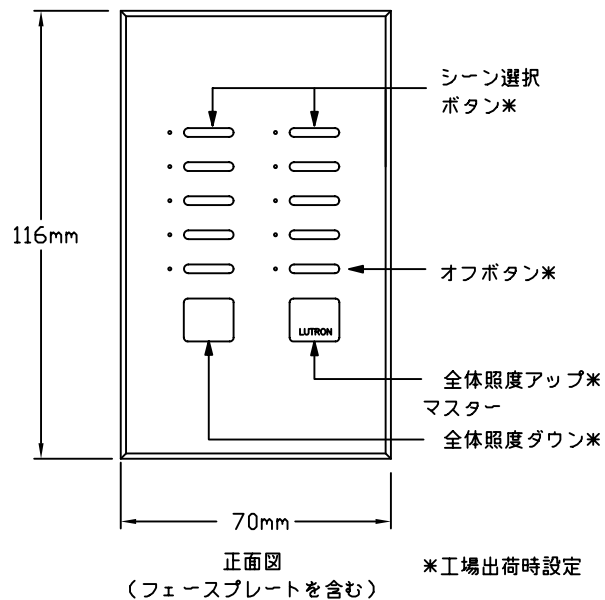 シーン選択
ボタン*
116mm
オフボタン*
LUTRON
全体照度アップ*
マスター
全体照度ダウン*
70mm
正面図
(フェースプレートを含む)
*工場出荷時設定